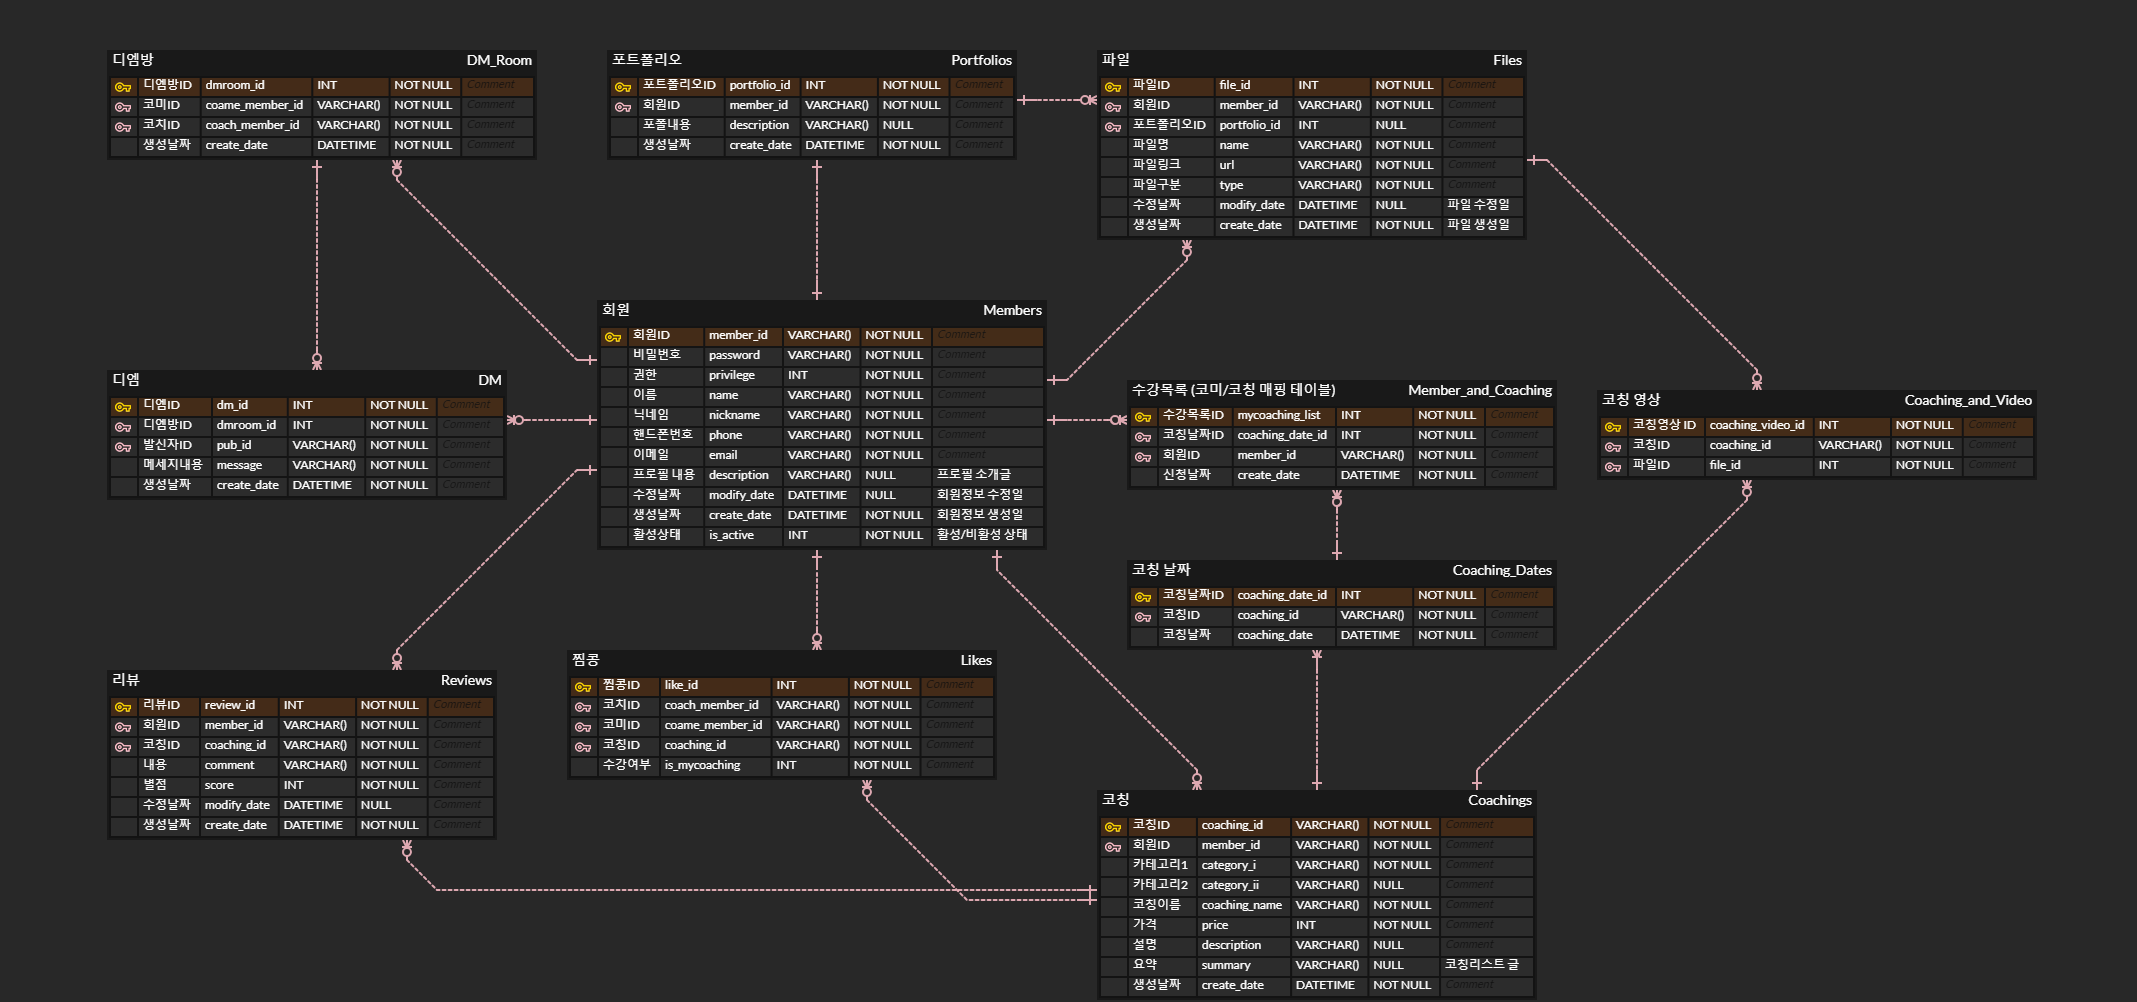 디엠방 DM_Room
디엠방ID dmroom_id INT NOT NULL Comment
코미ID coame_member_id VARCHAR() NOT NULL Comment
코치ID coach_member_id VARCHAR() NOT NULL Comment
생성날짜 create_date DATETIME NOT NULL Comment
포트폴리오 Portfolios
포트폴리오ID portfolio_id INT NOT NULL Comment
회원ID member_id VARCHAR() NOT NULL Comment
포폴내용 description VARCHAR() NULL Comment
생성날짜 create_date DATETIME NOT NULL Comment
파일 Files
파일ID file_id INT NOT NULL Comment
회원ID member_id VARCHAR() NOT NULL Comment
포트폴리오ID portfolio_id INT NULL Comment
파일명 name VARCHAR() NOT NULL Comment
파일링크 url VARCHAR() NOT NULL Comment
파일구분 type VARCHAR() NOT NULL Comment
수정날짜 modify_date DATETIME NULL 파일 수정일
생성날짜 create_date DATETIME NOT NULL 파일 생성일
회원 Members
회원ID member_id VARCHAR() NOT NULL Comment
비밀번호 password VARCHAR() NOT NULL Comment
권한 privilege INT NOT NULL Comment
이름 name VARCHAR() NOT NULL Comment
닉네임 nickname VARCHAR() NOT NULL Comment
핸드폰번호 phone VARCHAR() NOT NULL Comment
이메일 email VARCHAR() NOT NULL Comment
프로필 내용 description VARCHAR() NULL 프로필 소개글
수정날짜 modify_date DATETIME NULL 회원정보 수정일
생성날짜 create_date DATETIME NOT NULL 회원정보 생성일
활성상태 is_active INT NOT NULL 활성/비활성 상태
디엠 DM
디엠ID dm_id INT NOT NULL Comment
디엠방ID dmroom_id INT NOT NULL Comment
발신자ID pub_id VARCHAR() NOT NULL Comment
메세지내용 message VARCHAR() NOT NULL Comment
생성날짜 create_date DATETIME NOT NULL Comment
수강목록 (코미/코칭 매핑 테이블) Member_and_Coaching
수강목록ID mycoaching_list INT NOT NULL Comment
코칭날짜ID coaching_date_id INT NOT NULL Comment
회원ID member_id VARCHAR() NOT NULL Comment
신청날짜 create_date DATETIME NOT NULL Comment
코칭 영상 Coaching_and_Video
코칭영상 ID coaching_video_id INT NOT NULL Comment
코칭ID coaching_id VARCHAR() NOT NULL Comment
파일ID file_id INT NOT NULL Comment
코칭 날짜 Coaching_Dates
코칭날짜ID coaching_date_id INT NOT NULL Comment
코칭ID coaching_id VARCHAR() NOT NULL Comment
코칭날짜 coaching_date DATETIME NOT NULL Comment
리뷰 Reviews
리뷰ID review_id INT NOT NULL Comment
회원ID member_id VARCHAR() NOT NULL Comment
코칭ID coaching_id VARCHAR() NOT NULL Comment
내용 comment VARCHAR() NOT NULL Comment
별점 score INT NOT NULL Comment
수정날짜 modify_date DATETIME NULL Comment
생성날짜 create_date DATETIME NOT NULL Comment
찜콩 Likes
찜콩ID like_id INT NOT NULL Comment
코치ID coach_member_id VARCHAR() NOT NULL Comment
코미ID coame_member_id VARCHAR() NOT NULL Comment
코칭ID coaching_id VARCHAR() NOT NULL Comment
수강여부 is_mycoaching INT NOT NULL Comment
코칭 Coachings
코칭ID coaching_id VARCHAR() NOT NULL Comment
회원ID member_id VARCHAR() NOT NULL Comment
카테고리1 category_i VARCHAR() NOT NULL Comment
카테고리2 category_ii VARCHAR() NULL Comment
코칭이름 coaching_name VARCHAR() NOT NULL Comment
가격 price INT NOT NULL Comment
설명 description VARCHAR() NULL Comment
요약 summary VARCHAR() NULL 코칭리스트 글
생성날짜 create_date DATETIME NOT NULL Comment